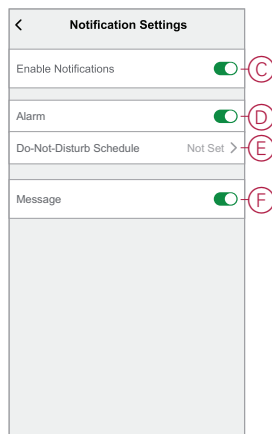 Notification Settings
Enable Notifications C
Alarm D
Do-Not-Disturb Schedule Not Set E
Message F